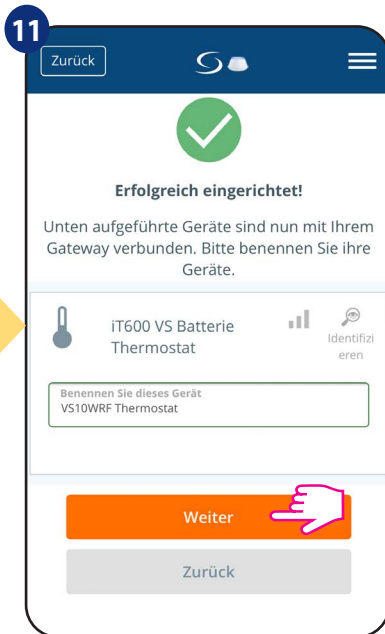 11
Zurück
Erfolgreich eingerichtet!
Unten aufgeführte Geräte sind nun mit Ihrem
Gateway verbunden. Bitte benennen Sie ihre
Geräte.
iT600 VS Batterie
Thermostat
Identifizi
eren
Benennen Sie dieses Gerät
VS10WRF Thermostat
Weiter
Zurück